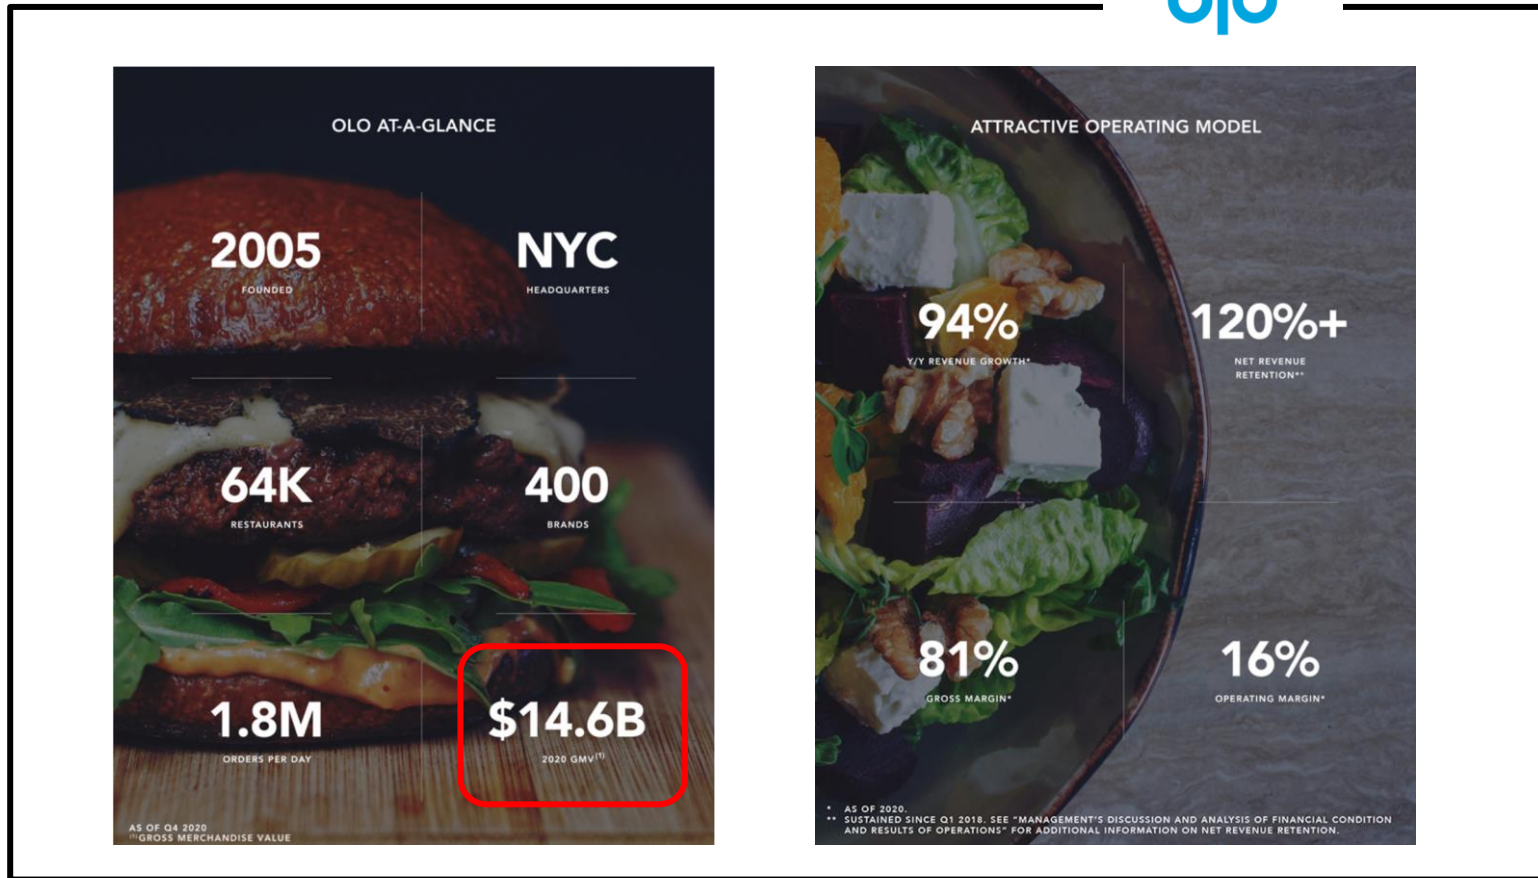 olo
OLO AT-A-GLANCE
2005
FOUNDED
NYC
HEADQUARTERS
64K
RESTAURANTS
400
BRANDS
1.8M
ORDERS PER DAY
$14.6B
2020 GMV(1)
AS OF Q4 2020
(1)GROSS MERCHANDISE VALUE
ATTRACTIVE OPERATING MODEL
94%
Y/Y REVENUE GROWTH*
120%+
NET REVENUE
RETENTION**
81%
GROSS MARGIN*
16%
OPERATING MARGIN*
* AS OF 2020.
** SUSTAINED SINCE Q1 2018. SEE "MANAGEMENT'S DISCUSSION AND ANALYSIS OF FINANCIAL CONDITION
AND RESULTS OF OPERATIONS" FOR ADDITIONAL INFORMATION ON NET REVENUE RETENTION.